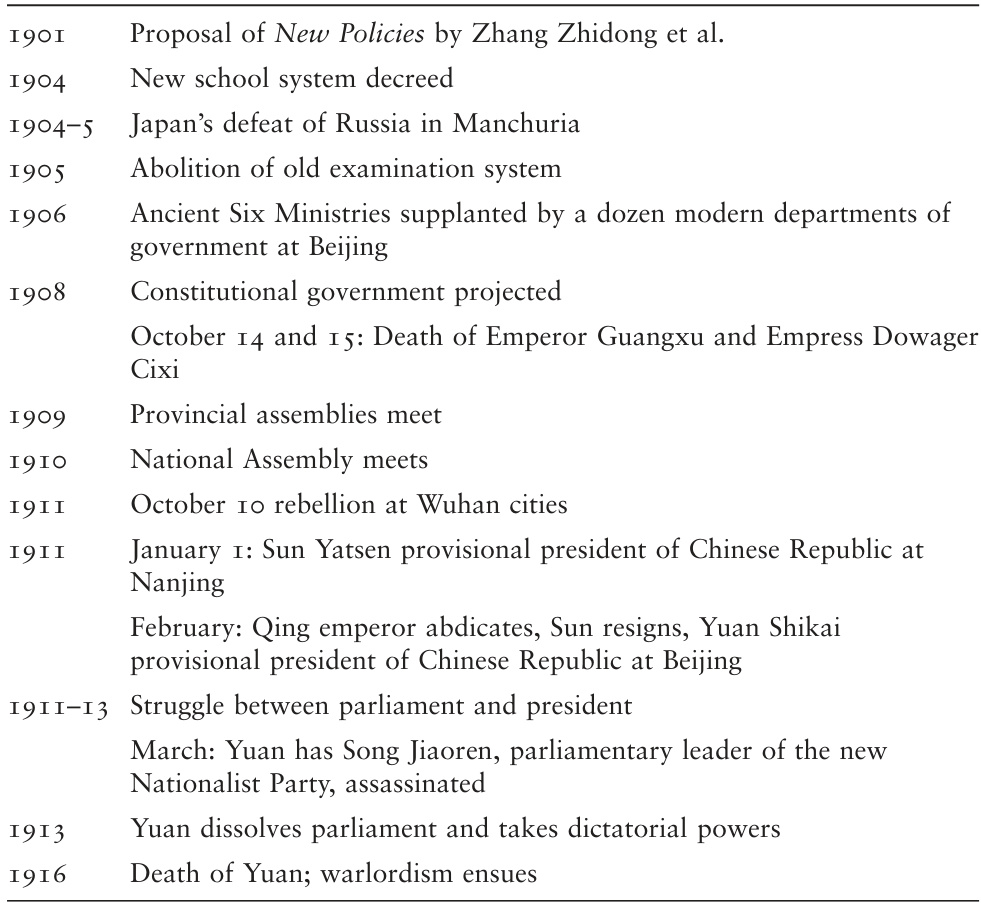 1901 Proposal of New Policies by Zhang Zhidong et al.
1904 New school system decreed
1904–5 Japan’s defeat of Russia in Manchuria
1905 Abolition of old examination system
1906 Ancient Six Ministries supplanted by a dozen modern departments of
government at Beijing
1908 Constitutional government projected
October 14 and 15: Death of Emperor Guangxu and Empress Dowager
Cixi
1909 Provincial assemblies meet
1910 National Assembly meets
1911 October 10 rebellion at Wuhan cities
1911 January 1: Sun Yatsen provisional president of Chinese Republic at
Nanjing
February: Qing emperor abdicates, Sun resigns, Yuan Shikai
provisional president of Chinese Republic at Beijing
1911–13 Struggle between parliament and president
March: Yuan has Song Jiaoren, parliamentary leader of the new
Nationalist Party, assassinated
1913 Yuan dissolves parliament and takes dictatorial powers
1916 Death of Yuan; warlordism ensues